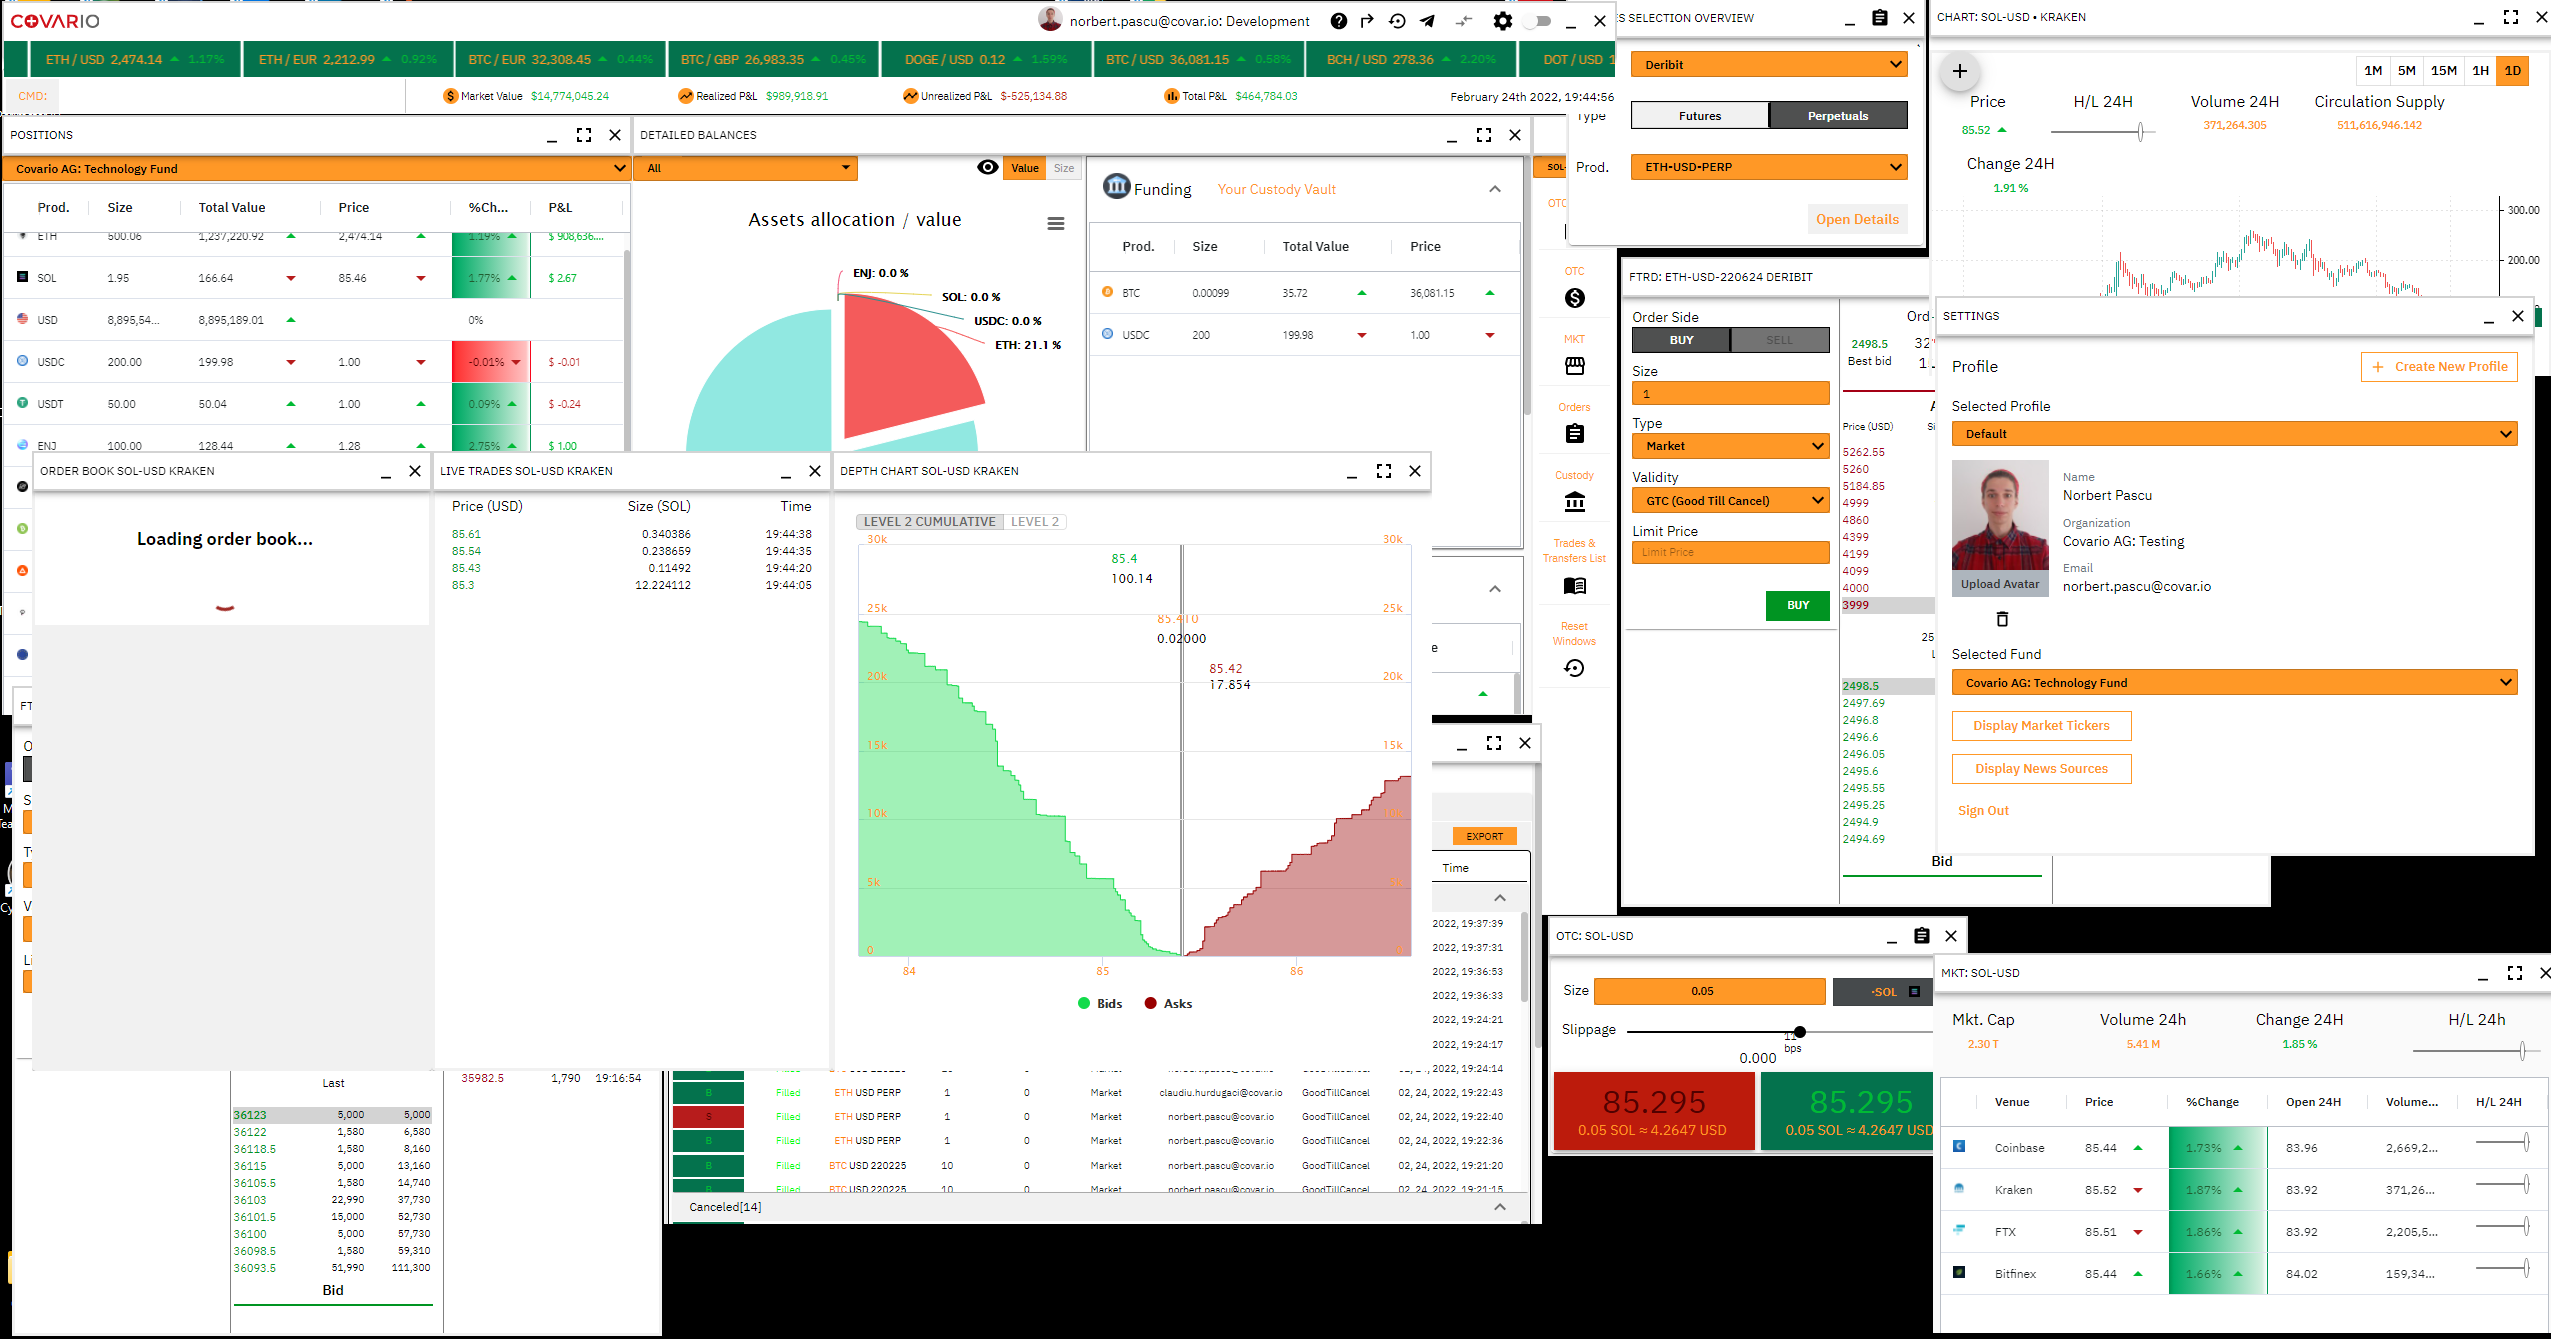 COVARIO
norbert.pascu@covar.io: Development
ETH / USD 2,474.14 1.17%
ETH / EUR 2,212.99 0.92%
BTC / EUR 32,308.45 0.44%
BTC / GBP 26,983.35 0.45%
DOGE / USD 0.12 1.59%
BTC / USD 36,081.15 0.58%
BCH / USD 278.36 2.20%
DOT / USD 1
CMD:
Market Value $14,774,045.24
Realized P&L $989,918.91
Unrealized P&L $-525,134.88
Total P&L $464,784.03
February 24th 2022, 19:44:56
POSITIONS
Covario AG: Technology Fund
Prod. Size Total Value Price %Ch... P&L
ETH 500.06 1,237,220.92 2,474.14 1.19% $ 908,636....
SOL 1.95 166.64 85.46 1.77% $ 2.67
USD 8,895,54... 8,895,189.01 0%
USDC 200.00 199.98 1.00 -0.01% $ -0.01
USDT 50.00 50.04 1.00 0.09% $ -0.24
ENJ 100.00 128.44 1.28 2.75% $ 1.00
DETAILED BALANCES
All
Value Size
Assets allocation / value
ENJ: 0.0 %
SOL: 0.0 %
USDC: 0.0 %
ETH: 21.1 %
Funding Your Custody Vault
Prod. Size Total Value Price
BTC 0.00099 35.72 36,081.15
USDC 200 199.98 1.00
SOL-
OTC
OTC
MKT
Orders
Custody
Trades &
Transfers List
Reset
Windows
S SELECTION OVERVIEW
Deribit
Type Futures Perpetuals
Prod. ETH-USD-PERP
Open Details
CHART: SOL-USD • KRAKEN
1M 5M 15M 1H 1D
Price H/L 24H Volume 24H Circulation Supply
85.52 371,264.305 511,616,946.142
Change 24H
1.91 %
300.00
200.00
FTRD: ETH-USD-220624 DERIBIT
Order Side
BUY SELL
Size
1
Type
Market
Validity
GTC (Good Till Cancel)
Limit Price
Limit Price
BUY
Ord
2498.5
Best bid
Price (USD)
5262.55
5260
5184.85
4999
4860
4399
4199
4099
4000
3999
25
2498.5
2497.69
2496.8
2496.6
2496.05
2495.6
2495.55
2495.25
2494.9
2494.69
Bid
SETTINGS
Profile
Create New Profile
Selected Profile
Default
Name
Norbert Pascu
Organization
Covario AG: Testing
Email
norbert.pascu@covar.io
Upload Avatar
Selected Fund
Covario AG: Technology Fund
Display Market Tickers
Display News Sources
Sign Out
ORDER BOOK SOL-USD KRAKEN
Loading order book...
LIVE TRADES SOL-USD KRAKEN
Price (USD) Size (SOL) Time
85.61 0.340386 19:44:38
85.54 0.238659 19:44:35
85.43 0.11492 19:44:20
85.3 12.224112 19:44:05
DEPTH CHART SOL-USD KRAKEN
LEVEL 2 CUMULATIVE LEVEL 2
30k 30k
85.4
100.14
25k 25k
85.410
0.02000
85.42
17.854
20k 20k
15k 15k
10k 10k
5k 5k
0 0
84 85 86
Bids Asks
EXPORT
Time
2022, 19:37:39
2022, 19:37:31
2022, 19:36:53
2022, 19:36:33
2022, 19:24:21
2022, 19:24:17
2022, 19:24:14
B Filled ETH USD PERP 1 0 Market claudiu.hurdugaci@covar.io GoodTillCancel 02, 24, 2022, 19:22:43
S Filled ETH USD PERP 1 0 Market norbert.pascu@covar.io GoodTillCancel 02, 24, 2022, 19:22:40
B Filled ETH USD PERP 1 0 Market norbert.pascu@covar.io GoodTillCancel 02, 24, 2022, 19:22:36
B Filled BTC USD 220225 10 0 Market norbert.pascu@covar.io GoodTillCancel 02, 24, 2022, 19:21:20
B Filled BTC USD 220225 10 0 Market norbert.pascu@covar.io GoodTillCancel 02, 24, 2022, 19:21:15
Canceled[14]
Last
35982.5 1,790 19:16:54
36123 5,000 5,000
36122 1,580 6,580
36118.5 1,580 8,160
36115 5,000 13,160
36105.5 1,580 14,740
36103 22,990 37,730
36101.5 15,000 52,730
36100 5,000 57,730
36098.5 1,580 59,310
36093.5 51,990 111,300
Bid
OTC: SOL-USD
Size 0.05 -SOL
Slippage
11
bps
0.000
85.295
0.05 SOL ≈ 4.2647 USD
85.295
0.05 SOL ≈ 4.2647 USD
MKT: SOL-USD
Mkt. Cap Volume 24h Change 24H H/L 24h
2.30 T 5.41 M 1.85 %
Venue Price %Change Open 24H Volume... H/L 24H
Coinbase 85.44 1.73% 83.96 2,669,2...
Kraken 85.52 1.87% 83.92 371,26...
FTX 85.51 1.86% 83.92 2,205,5...
Bitfinex 85.44 1.66% 84.02 159,34...